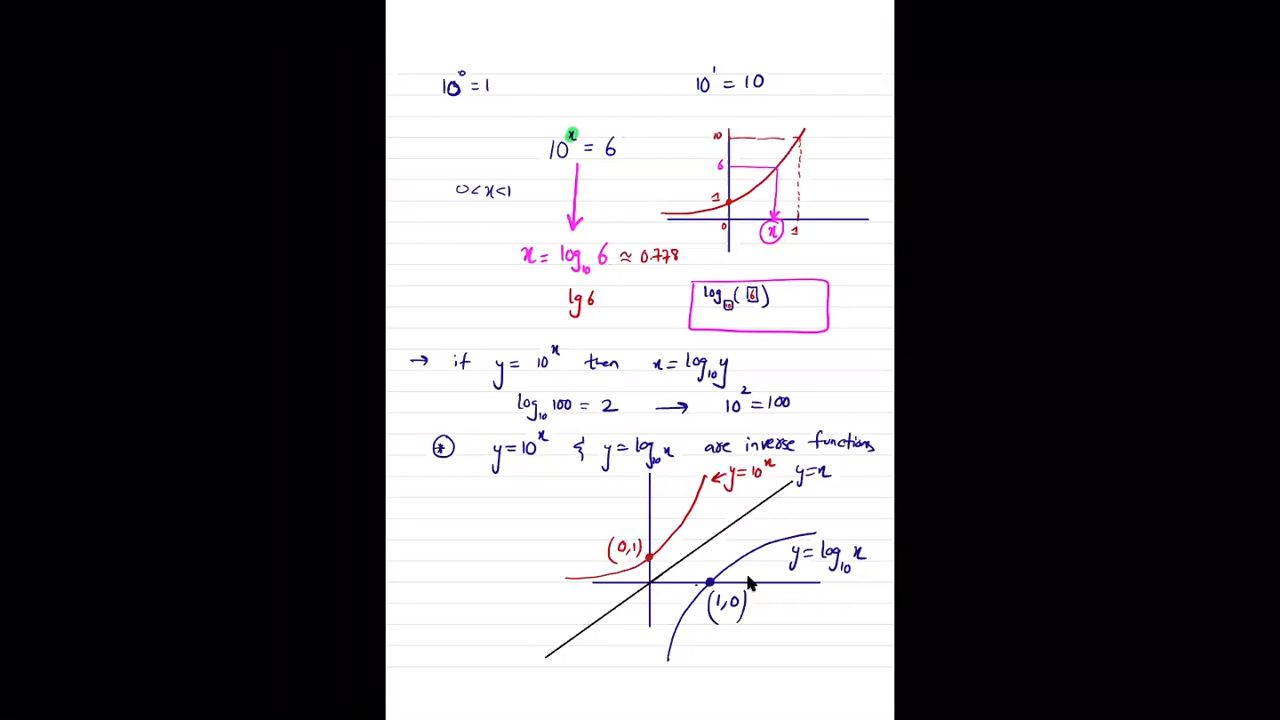 10⁰ = 1
10¹ = 10
10ˣ = 6
0 < x < 1
x = log₁₀ 6 ≈ 0.778
lg 6
10
6
1
0
x
1
log₁₀( 6 )
→ if y = 10ˣ then x = log₁₀ y
log₁₀ 100 = 2 → 10² = 100
⊛ y = 10ˣ & y = log₁₀ x are inverse functions
← y = 10ˣ
y = x
(0,1)
y = log₁₀ x
(1,0)